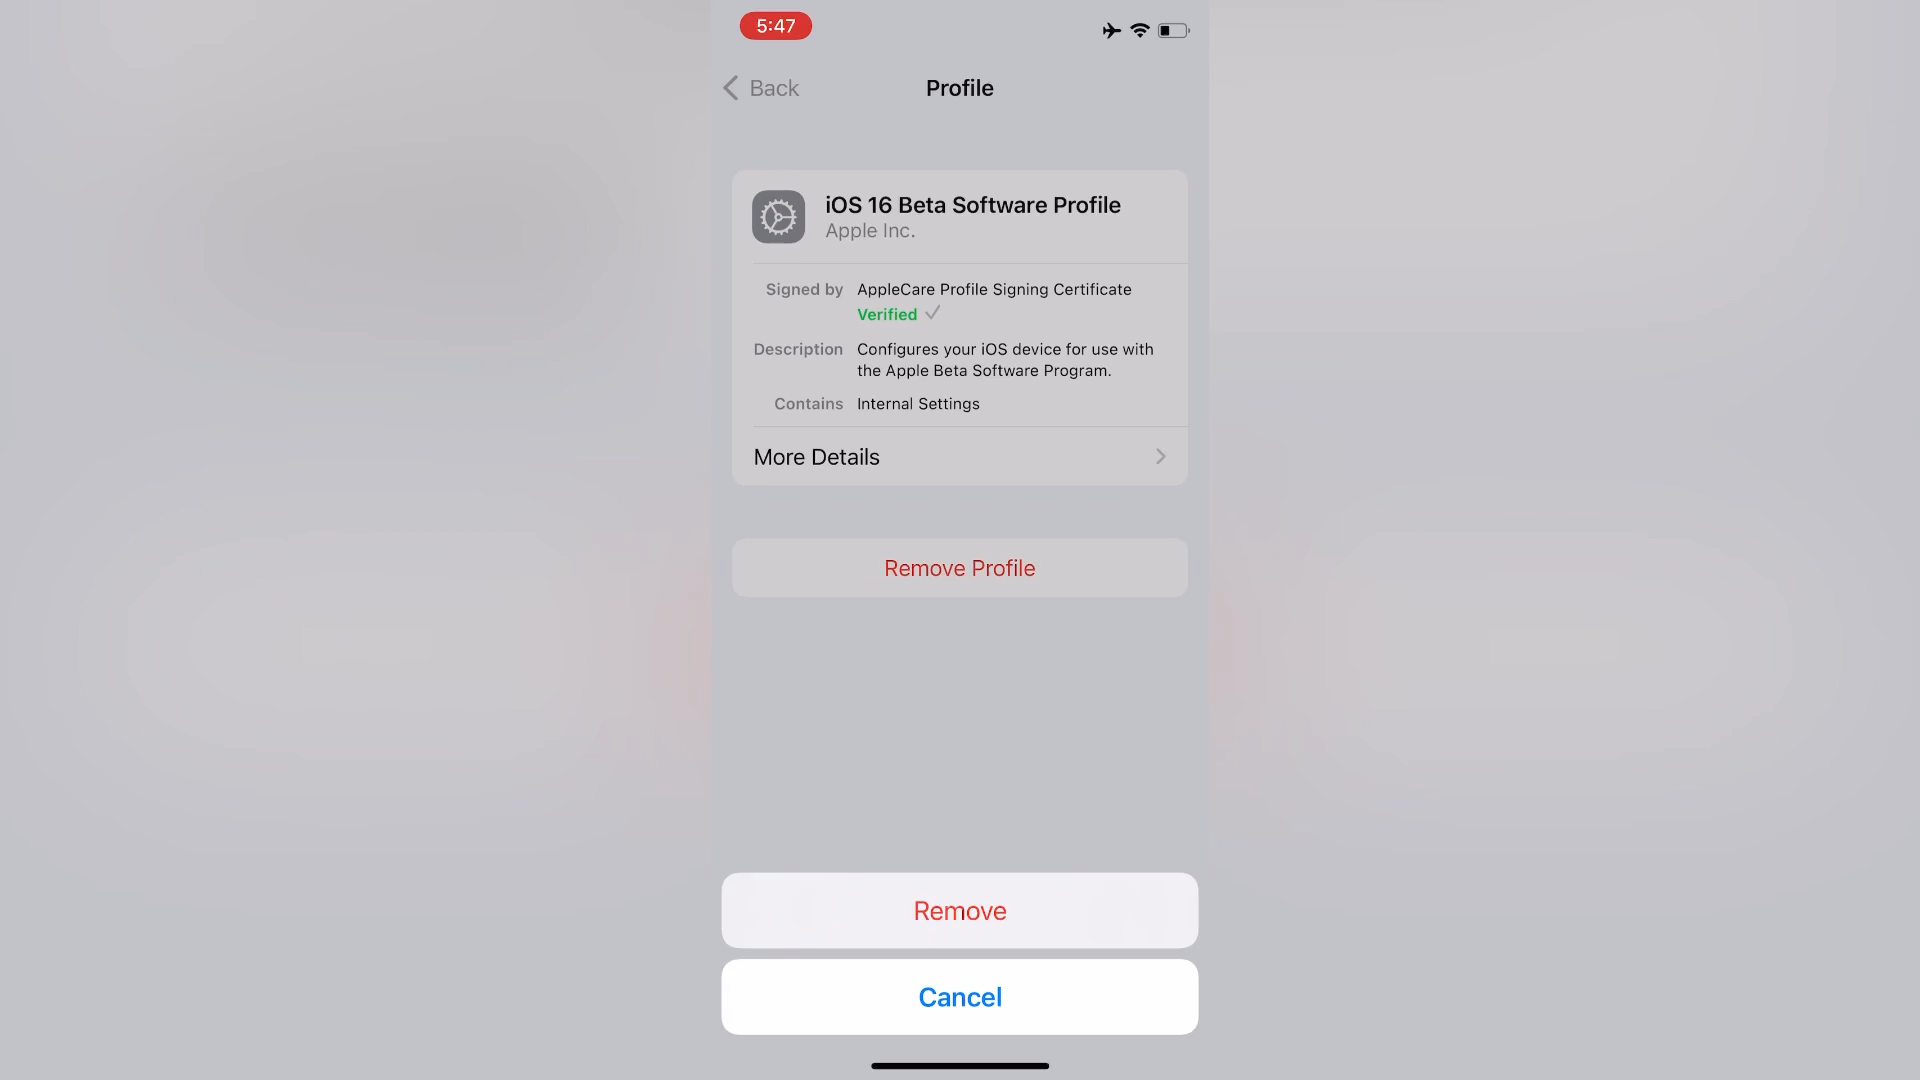 5:47
Back
Profile
iOS 16 Beta Software Profile
Apple Inc.
Signed by AppleCare Profile Signing Certificate
Verified
Description Configures your iOS device for use with
the Apple Beta Software Program.
Contains Internal Settings
More Details
Remove Profile
Remove
Cancel